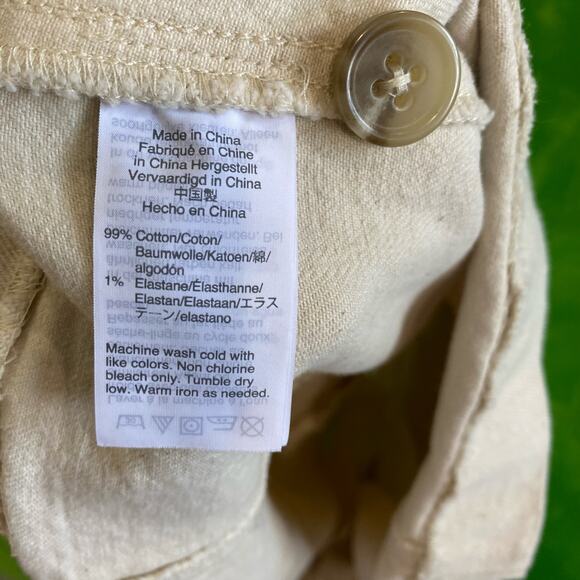 Made in China
Fabriqué en Chine
in China Hergestellt
Vervaardigd in China
中国製
Hecho en China
99% Cotton/Coton/
Baumwolle/Katoen/綿/
algodón
1% Elastane/Élasthanne/
Elastan/Elastaan/エラス
テーン/elastano
Machine wash cold with
like colors. Non chlorine
bleach only. Tumble dry
low. Warm iron as needed.